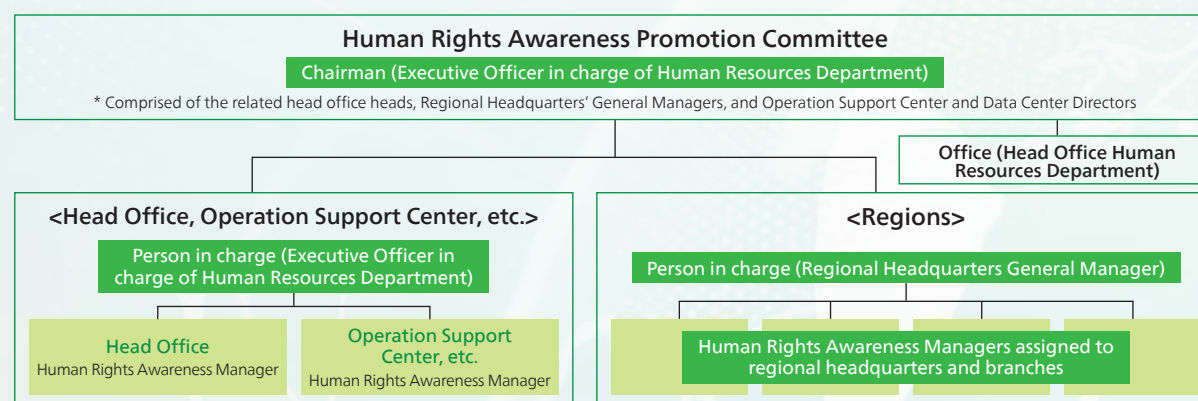 Human Rights Awareness Promotion Committee
Chairman (Executive Officer in charge of Human Resources Department)
* Comprised of the related head office heads, Regional Headquarters’ General Managers, and Operation Support Center and Data Center Directors
Office (Head Office Human
Resources Department)
<Head Office, Operation Support Center, etc.>
Person in charge (Executive Officer in
charge of Human Resources Department)
Head Office
Human Rights Awareness Manager
Operation Support
Center, etc.
Human Rights Awareness Manager
<Regions>
Person in charge (Regional Headquarters General Manager)
Human Rights Awareness Managers assigned to
regional headquarters and branches